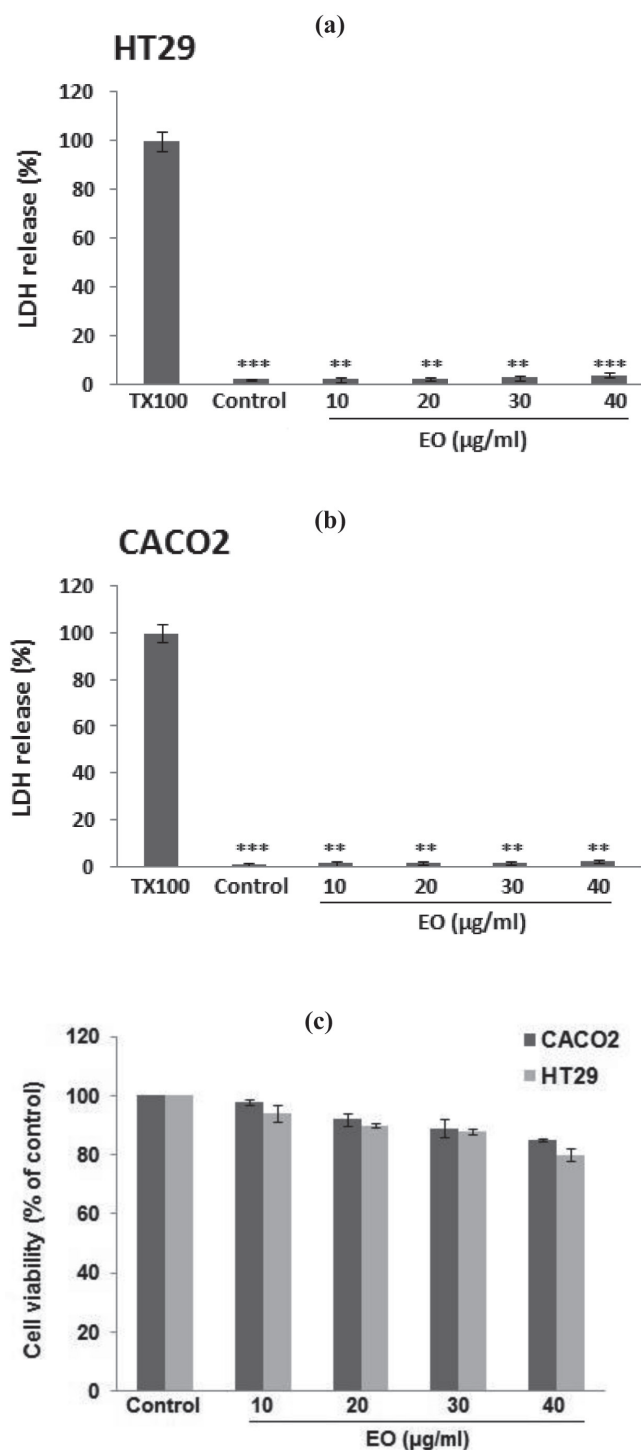 (a)
HT29
LDH release (%)
120
100
80
60
40
20
0
*** ** ** ** ***
TX100 Control 10 20 30 40
EO (µg/ml)
(b)
CACO2
LDH release (%)
120
100
80
60
40
20
0
*** ** ** ** **
TX100 Control 10 20 30 40
EO (µg/ml)
(c)
CACO2
HT29
Cell viability (% of control)
120
100
80
60
40
20
0
Control 10 20 30 40
EO (µg/ml)